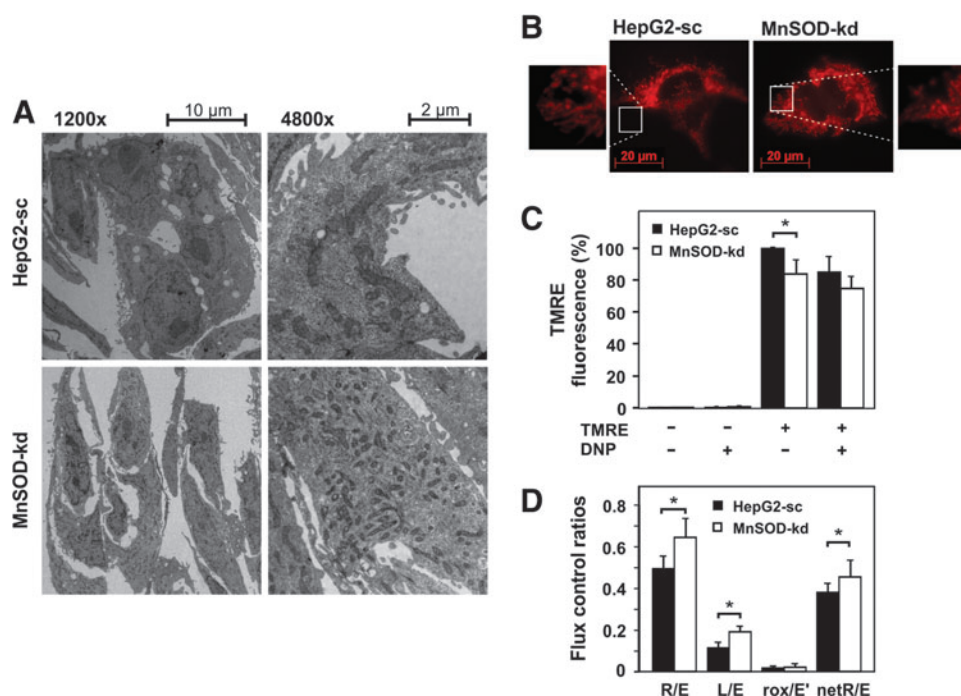 A
1200x
10 µm
4800x
2 µm
HepG2-sc
MnSOD-kd
B
HepG2-sc
MnSOD-kd
20 µm
20 µm
C
TMRE
fluorescence (%)
100
80
60
40
20
0
HepG2-sc
MnSOD-kd
*
TMRE - - + +
DNP - + - +
D
Flux control ratios
0.8
0.6
0.4
0.2
0
HepG2-sc
MnSOD-kd
*
*
*
R/E L/E rox/E' netR/E